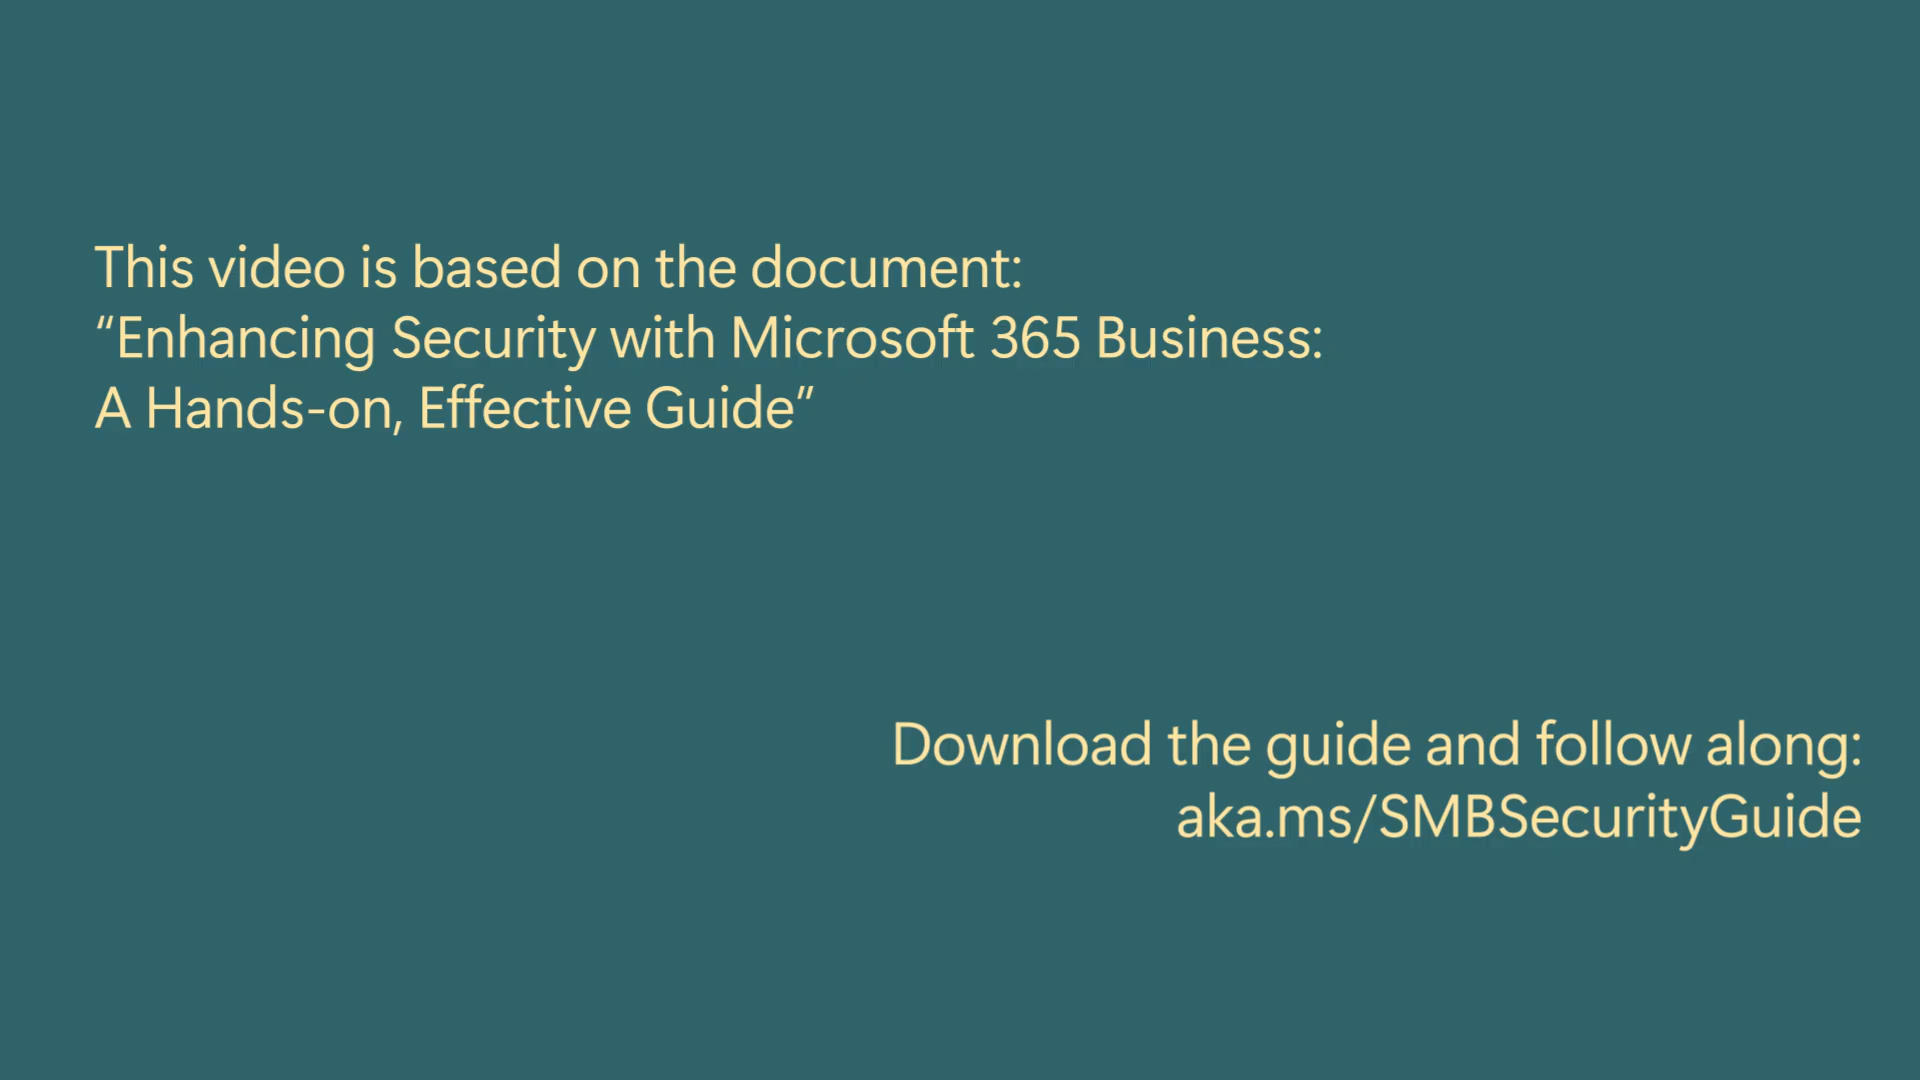 This video is based on the document:
“Enhancing Security with Microsoft 365 Business:
A Hands-on, Effective Guide”
Download the guide and follow along:
aka.ms/SMBSecurityGuide